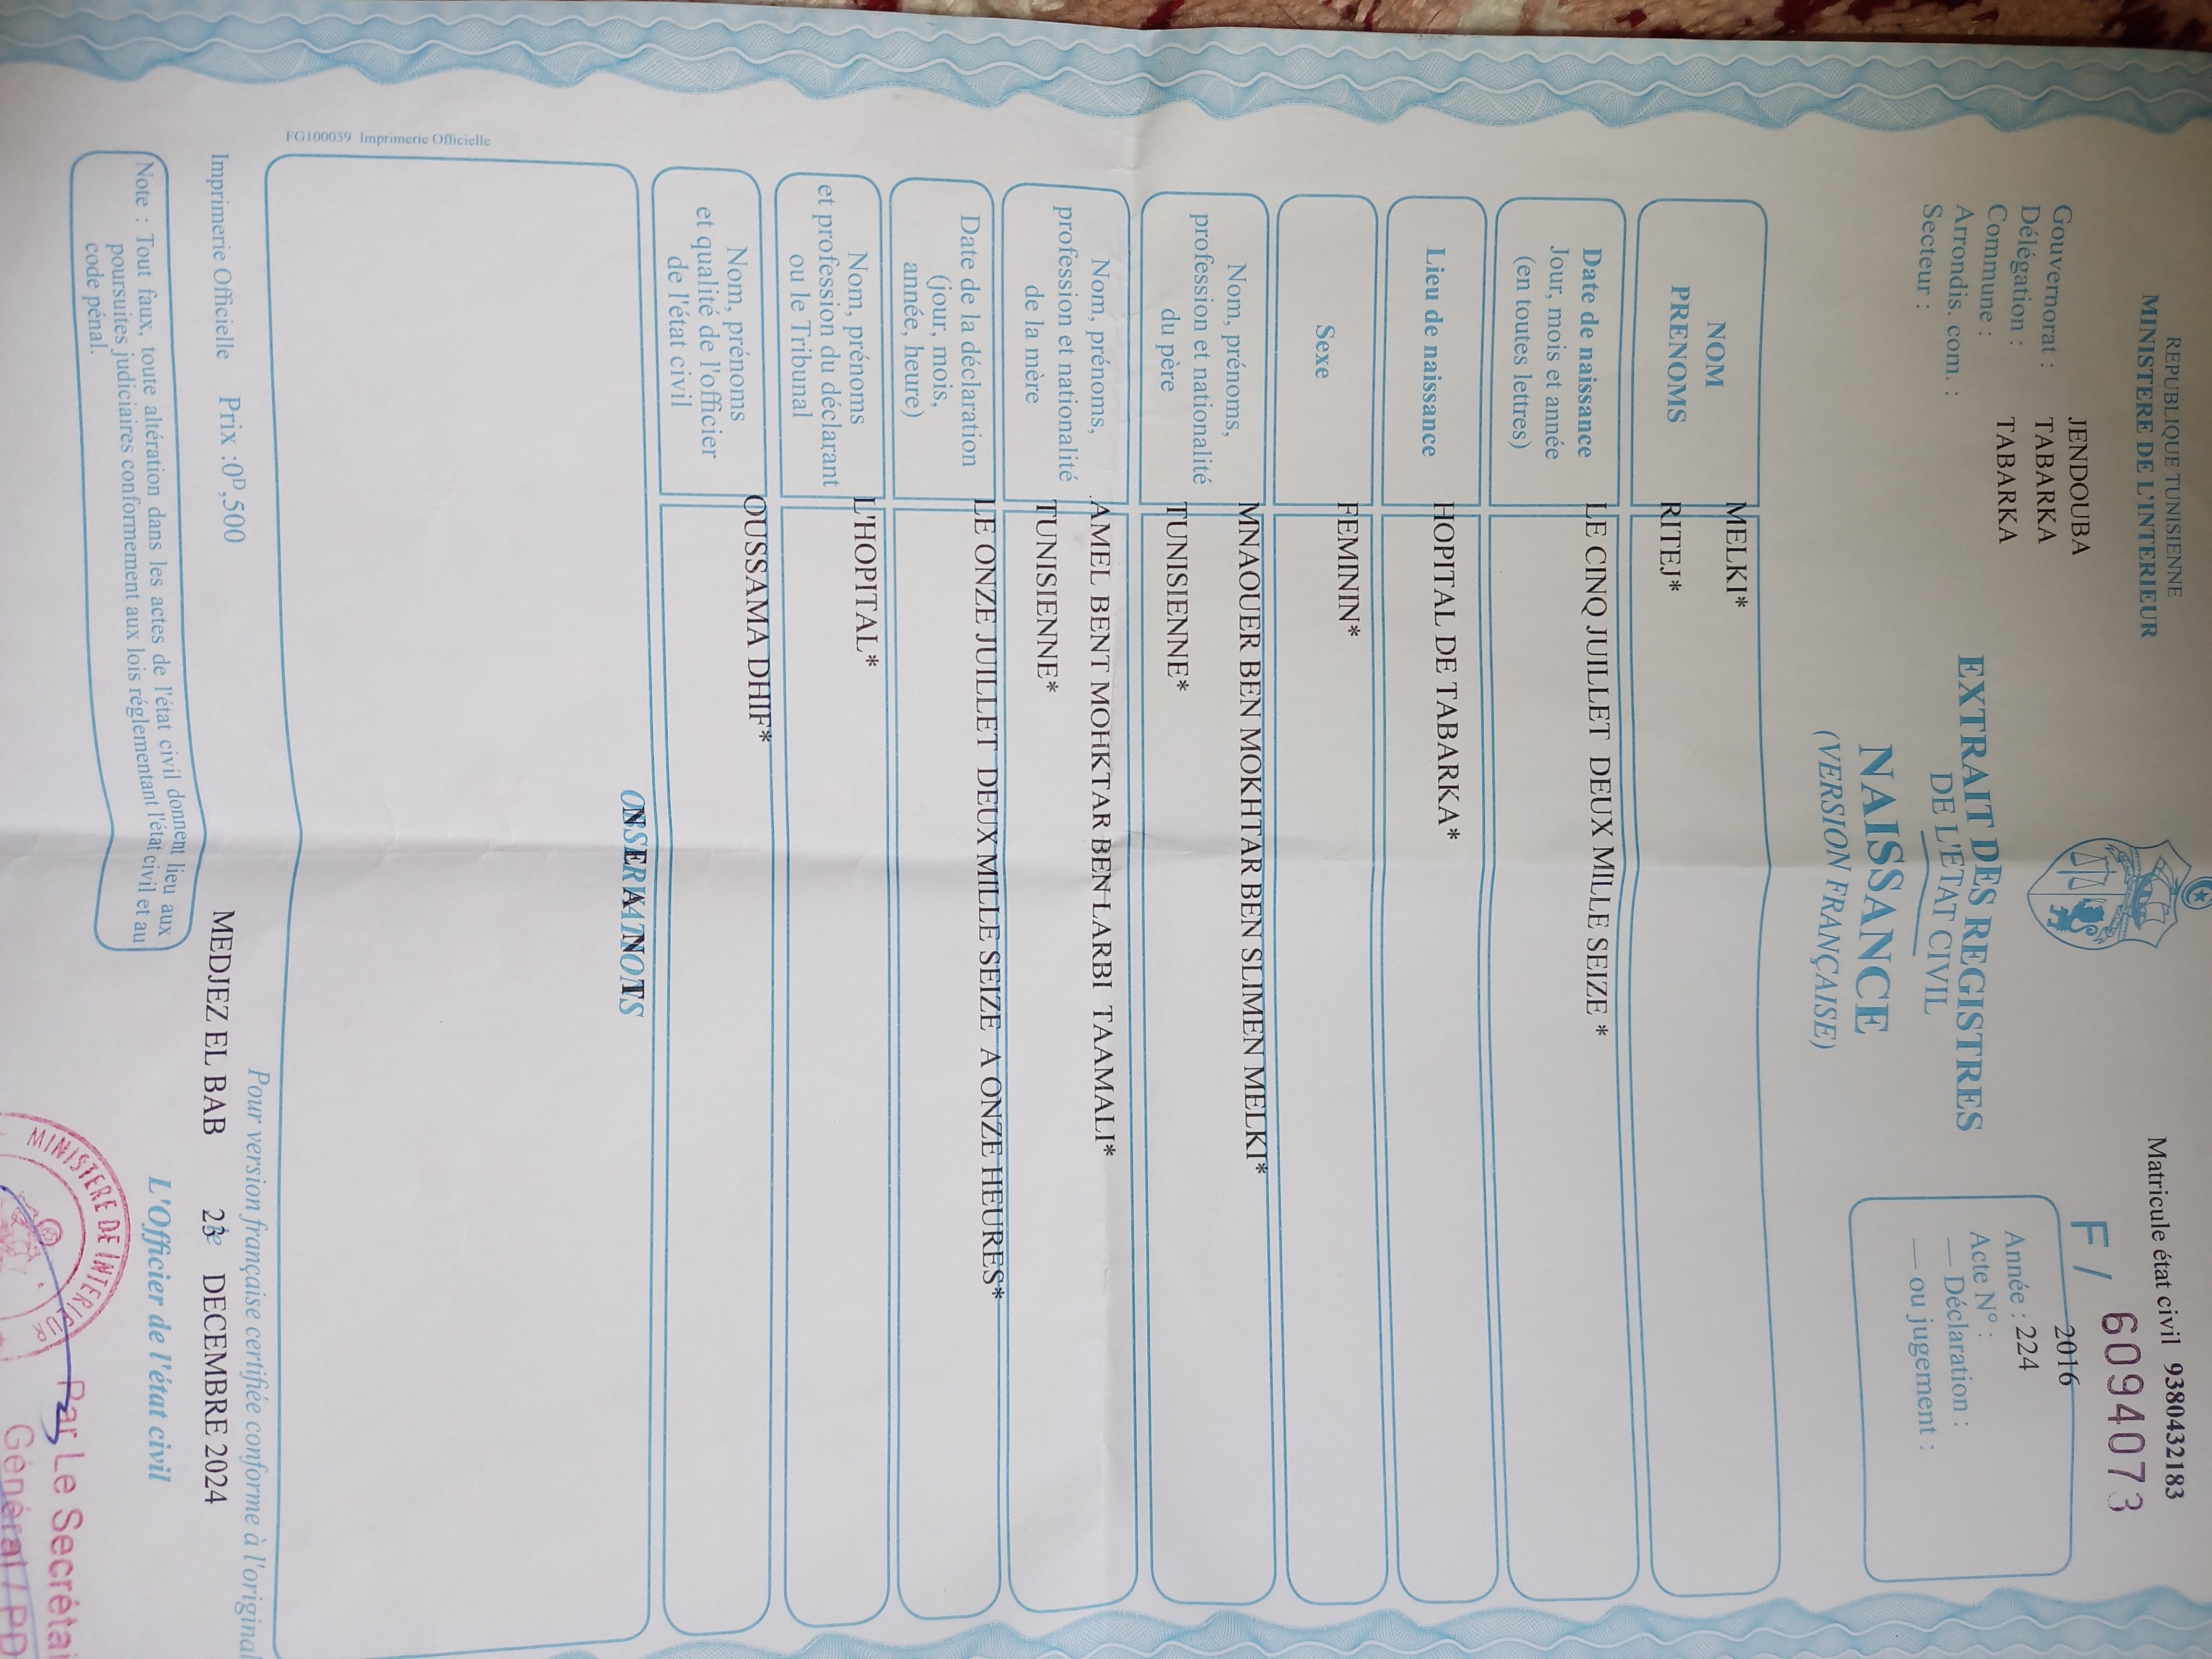 REPUBLIQUE TUNISIENNE
MINISTERE DE L'INTERIEUR
Matricule état civil 9380432183
F / 6094073
Gouvernorat : JENDOUBA
Délégation : TABARKA
Commune : TABARKA
Arrondis. com. :
Secteur :
2016
Année : 224
Acte N° :
— Déclaration :
— ou jugement :
EXTRAIT DES REGISTRES
DE L'ETAT CIVIL
NAISSANCE
(VERSION FRANÇAISE)
NOM
PRENOMS
MELKI*
RITEJ*
Date de naissance
Jour, mois et année
(en toutes lettres)
LE CINQ JUILLET DEUX MILLE SEIZE *
Lieu de naissance
HOPITAL DE TABARKA*
Sexe
FEMININ*
Nom, prénoms,
profession et nationalité
du père
MNAOUER BEN MOKHTAR BEN SLIMEN MELKI*
TUNISIENNE*
Nom, prénoms,
profession et nationalité
de la mère
AMEL BENT MOHKTAR BEN LARBI TAAMALI*
TUNISIENNE*
Date de la déclaration
(jour, mois,
année, heure)
LE ONZE JUILLET DEUX MILLE SEIZE A ONZE HEURES*
Nom, prénoms
et profession du déclarant
ou le Tribunal
L'HOPITAL*
Nom, prénoms
et qualité de l'officier
de l'état civil
OUSSAMA DHIF*
OBSERVATIONS
FG100059 Imprimerie Officielle
Pour version française certifiée conforme à l'original
Imprimerie Officielle Prix :0ᴰ,500
MEDJEZ EL BAB DECEMBRE 2024
L'Officier de l'état civil
Note : Tout faux, toute altération dans les actes de l'état civil donnent lieu aux
poursuites judiciaires conformement aux lois réglementant l'état civil et au
code pénal.
MINISTERE DE INTERIEUR
Par Le Secrétai
Général / PD